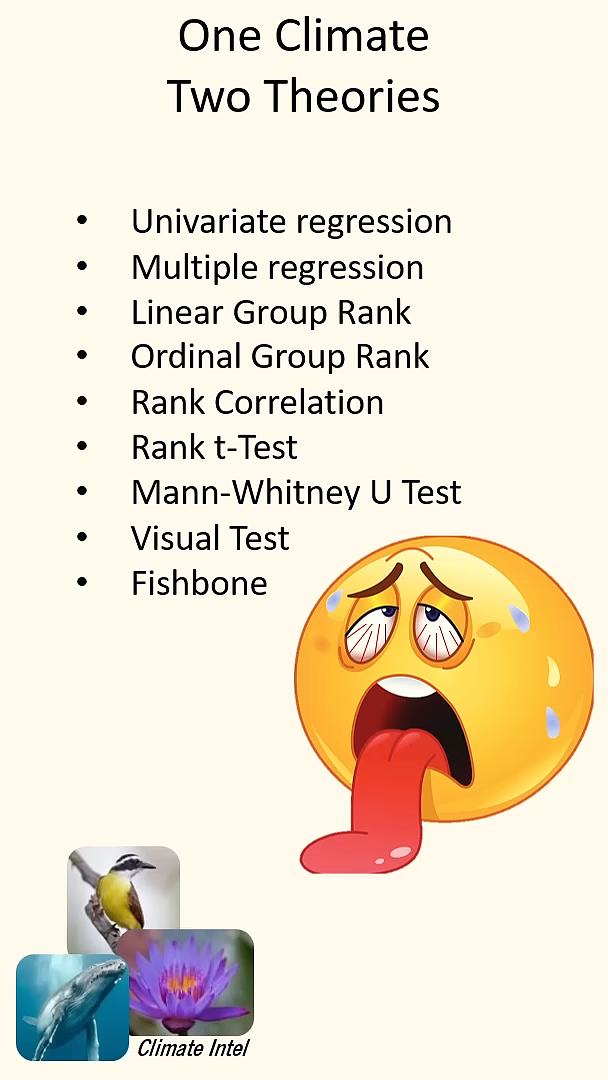 One Climate
Two Theories
• Univariate regression
• Multiple regression
• Linear Group Rank
• Ordinal Group Rank
• Rank Correlation
• Rank t-Test
• Mann-Whitney U Test
• Visual Test
• Fishbone
Climate Intel